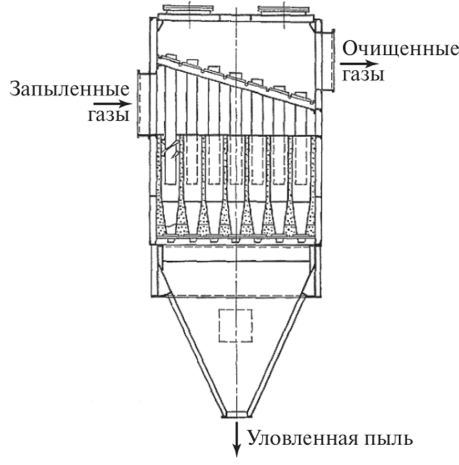 Очищенные
газы
Запыленные
газы
Уловленная пыль